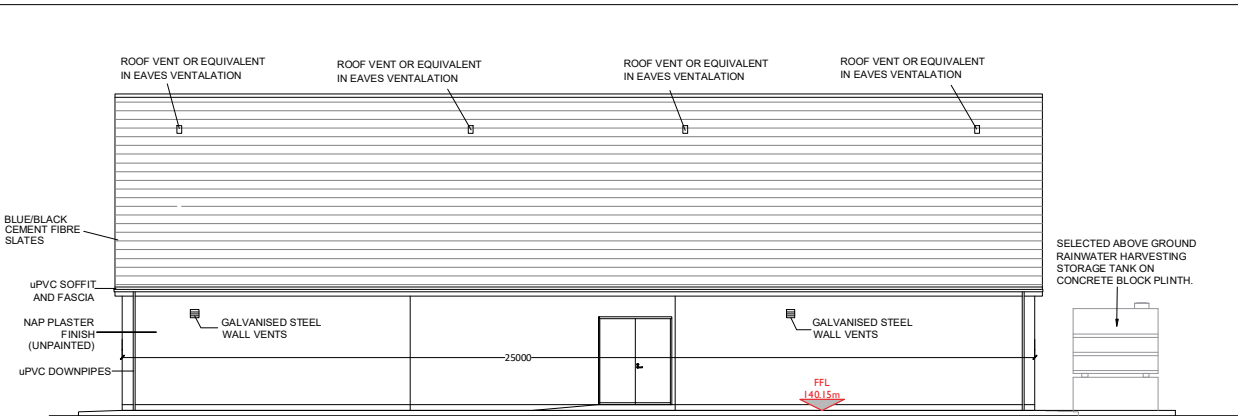 ROOF VENT OR EQUIVALENT
IN EAVES VENTALATION
ROOF VENT OR EQUIVALENT
IN EAVES VENTALATION
ROOF VENT OR EQUIVALENT
IN EAVES VENTALATION
ROOF VENT OR EQUIVALENT
IN EAVES VENTALATION
BLUE/BLACK
CEMENT FIBRE
SLATES
uPVC SOFFIT
AND FASCIA
NAP PLASTER
FINISH
(UNPAINTED)
uPVC DOWNPIPES
GALVANISED STEEL
WALL VENTS
25000
GALVANISED STEEL
WALL VENTS
FFL
140.15m
SELECTED ABOVE GROUND
RAINWATER HARVESTING
STORAGE TANK ON
CONCRETE BLOCK PLINTH.